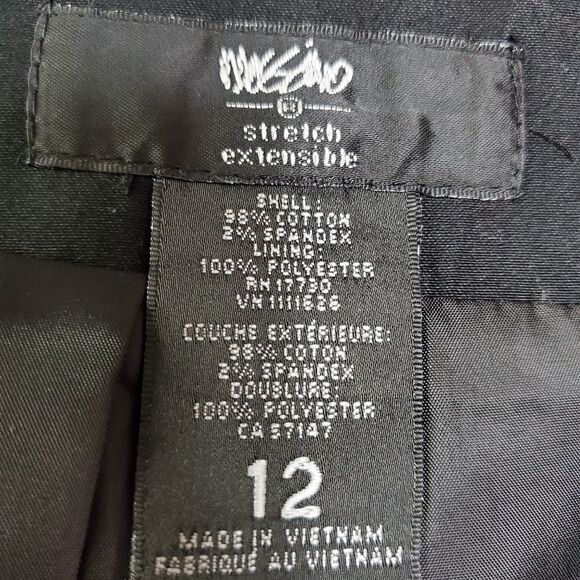 mossimo
®
stretch
extensible
SHELL:
98% COTTON
2% SPANDEX
LINING
100% POLYESTER
RN 17730
VN 1111626
COUCHE EXTÉRIEURE:
98% COTON
2% SPANDEX
DOUBLURE:
100% POLYESTER
CA 57147
12
MADE IN VIETNAM
FABRIQUÉ AU VIETNAM